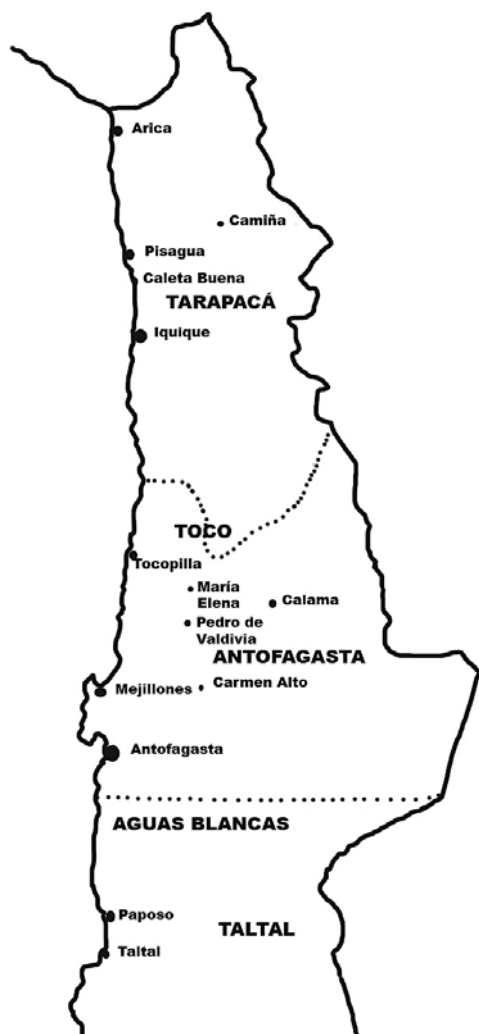 Arica
Camiña
Pisagua
Caleta Buena
TARAPACÁ
Iquique
TOCO
Tocopilla
María
Elena
Calama
Pedro de
Valdivia
ANTOFAGASTA
Carmen Alto
Mejillones
Antofagasta
AGUAS BLANCAS
Paposo
TALTAL
Taltal